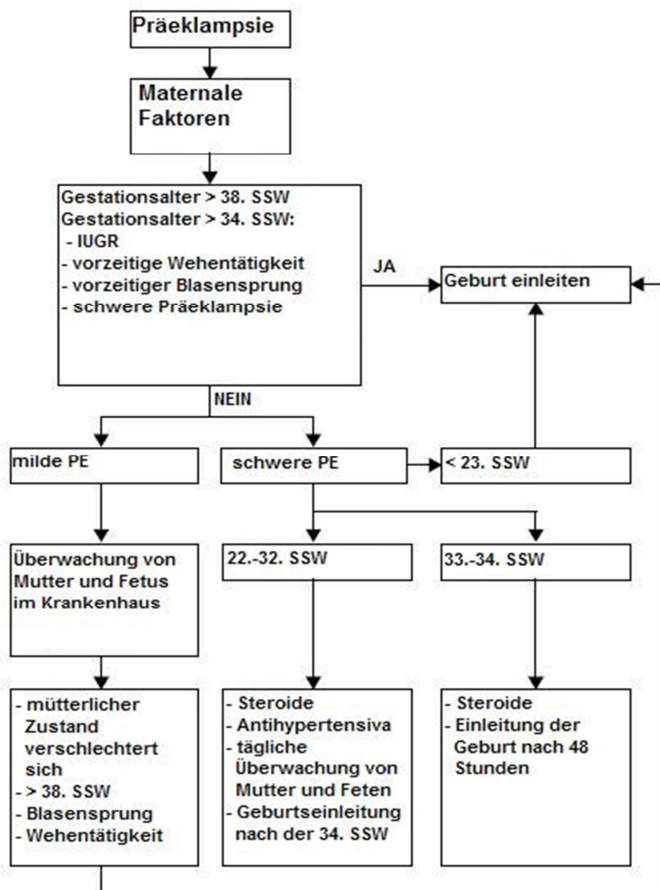 Präeklampsie
Maternale
Faktoren
Gestationsalter > 38. SSW
Gestationsalter > 34. SSW:
- IUGR
- vorzeitige Wehentätigkeit
- vorzeitiger Blasensprung
- schwere Präeklampsie
JA
Geburt einleiten
NEIN
milde PE
schwere PE
< 23. SSW
Überwachung von
Mutter und Fetus
im Krankenhaus
22.-32. SSW
33.-34. SSW
- mütterlicher
Zustand
verschlechtert
sich
- > 38. SSW
- Blasensprung
- Wehentätigkeit
- Steroide
- Antihypertensiva
- tägliche
Überwachung von
Mutter und Feten
- Geburtseinleitung
nach der 34. SSW
- Steroide
- Einleitung der
Geburt nach 48
Stunden